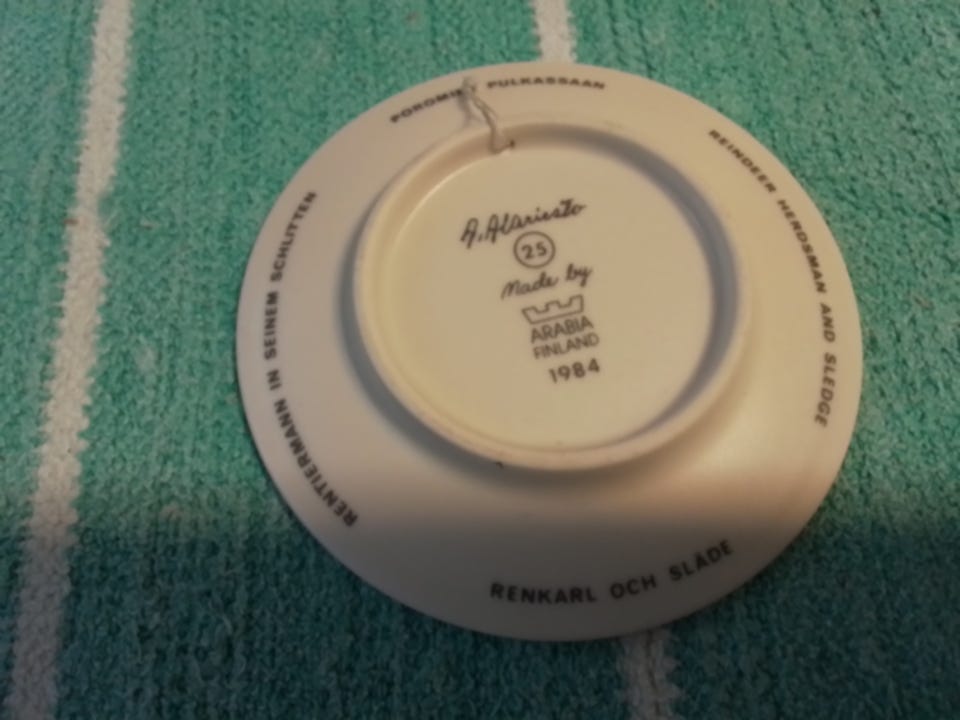 POROMIES PULKASSAAN
REINDEER HERDSMAN AND SLEDGE
RENKARL OCH SLÄDE
RENTIERMANN IN SEINEM SCHLITTEN
A. Alariesto
25
Made by
ARABIA
FINLAND
1984